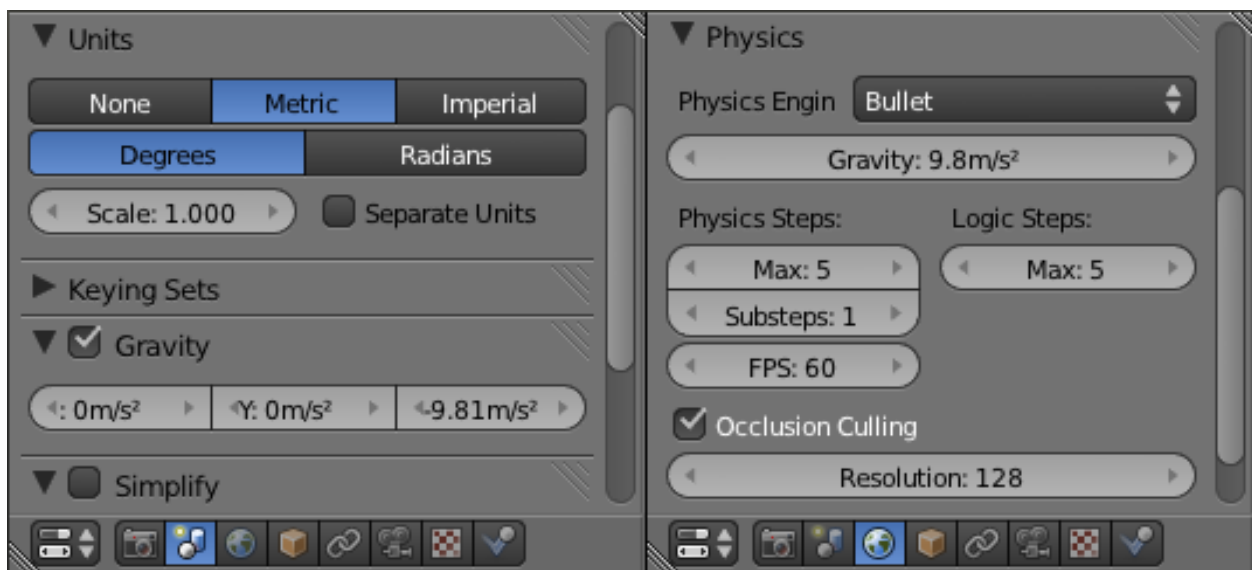 Units
None Metric Imperial
Degrees Radians
Scale: 1.000 Separate Units
Keying Sets
Gravity
: 0m/s² Y: 0m/s² -9.81m/s²
Simplify
Physics
Physics Engin Bullet
Gravity: 9.8m/s²
Physics Steps: Logic Steps:
Max: 5 Max: 5
Substeps: 1
FPS: 60
Occlusion Culling
Resolution: 128